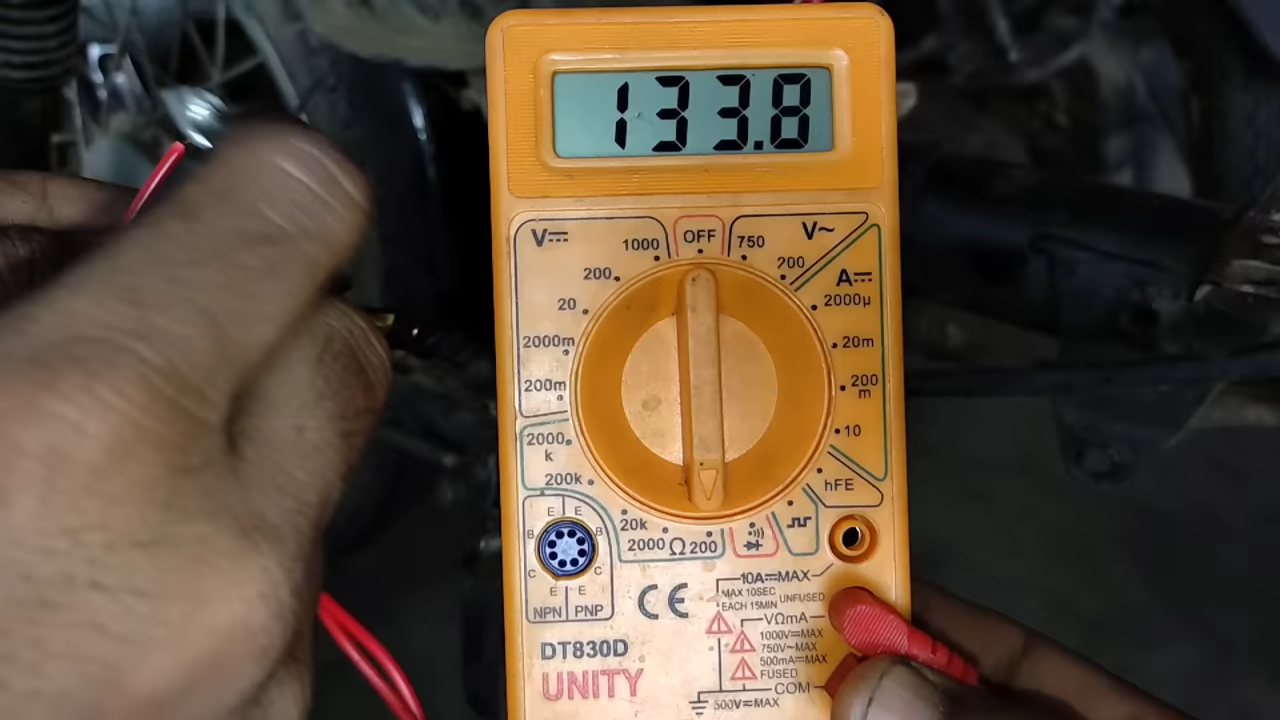 133.8
V⎓ 1000 OFF 750 V~
200 200 A⎓
20 2000µ
2000m 20m
200m 200
m
2000 10
k
200k hFE
20k
2000 Ω 200
E E
B B
C C
E E
NPN PNP
CE
10A⎓MAX
MAX 10SEC
EACH 15MIN UNFUSED
VΩmA
1000V⎓MAX
750V~MAX
500mA⎓MAX
FUSED
COM
500V⎓MAX
DT830D
UNITY